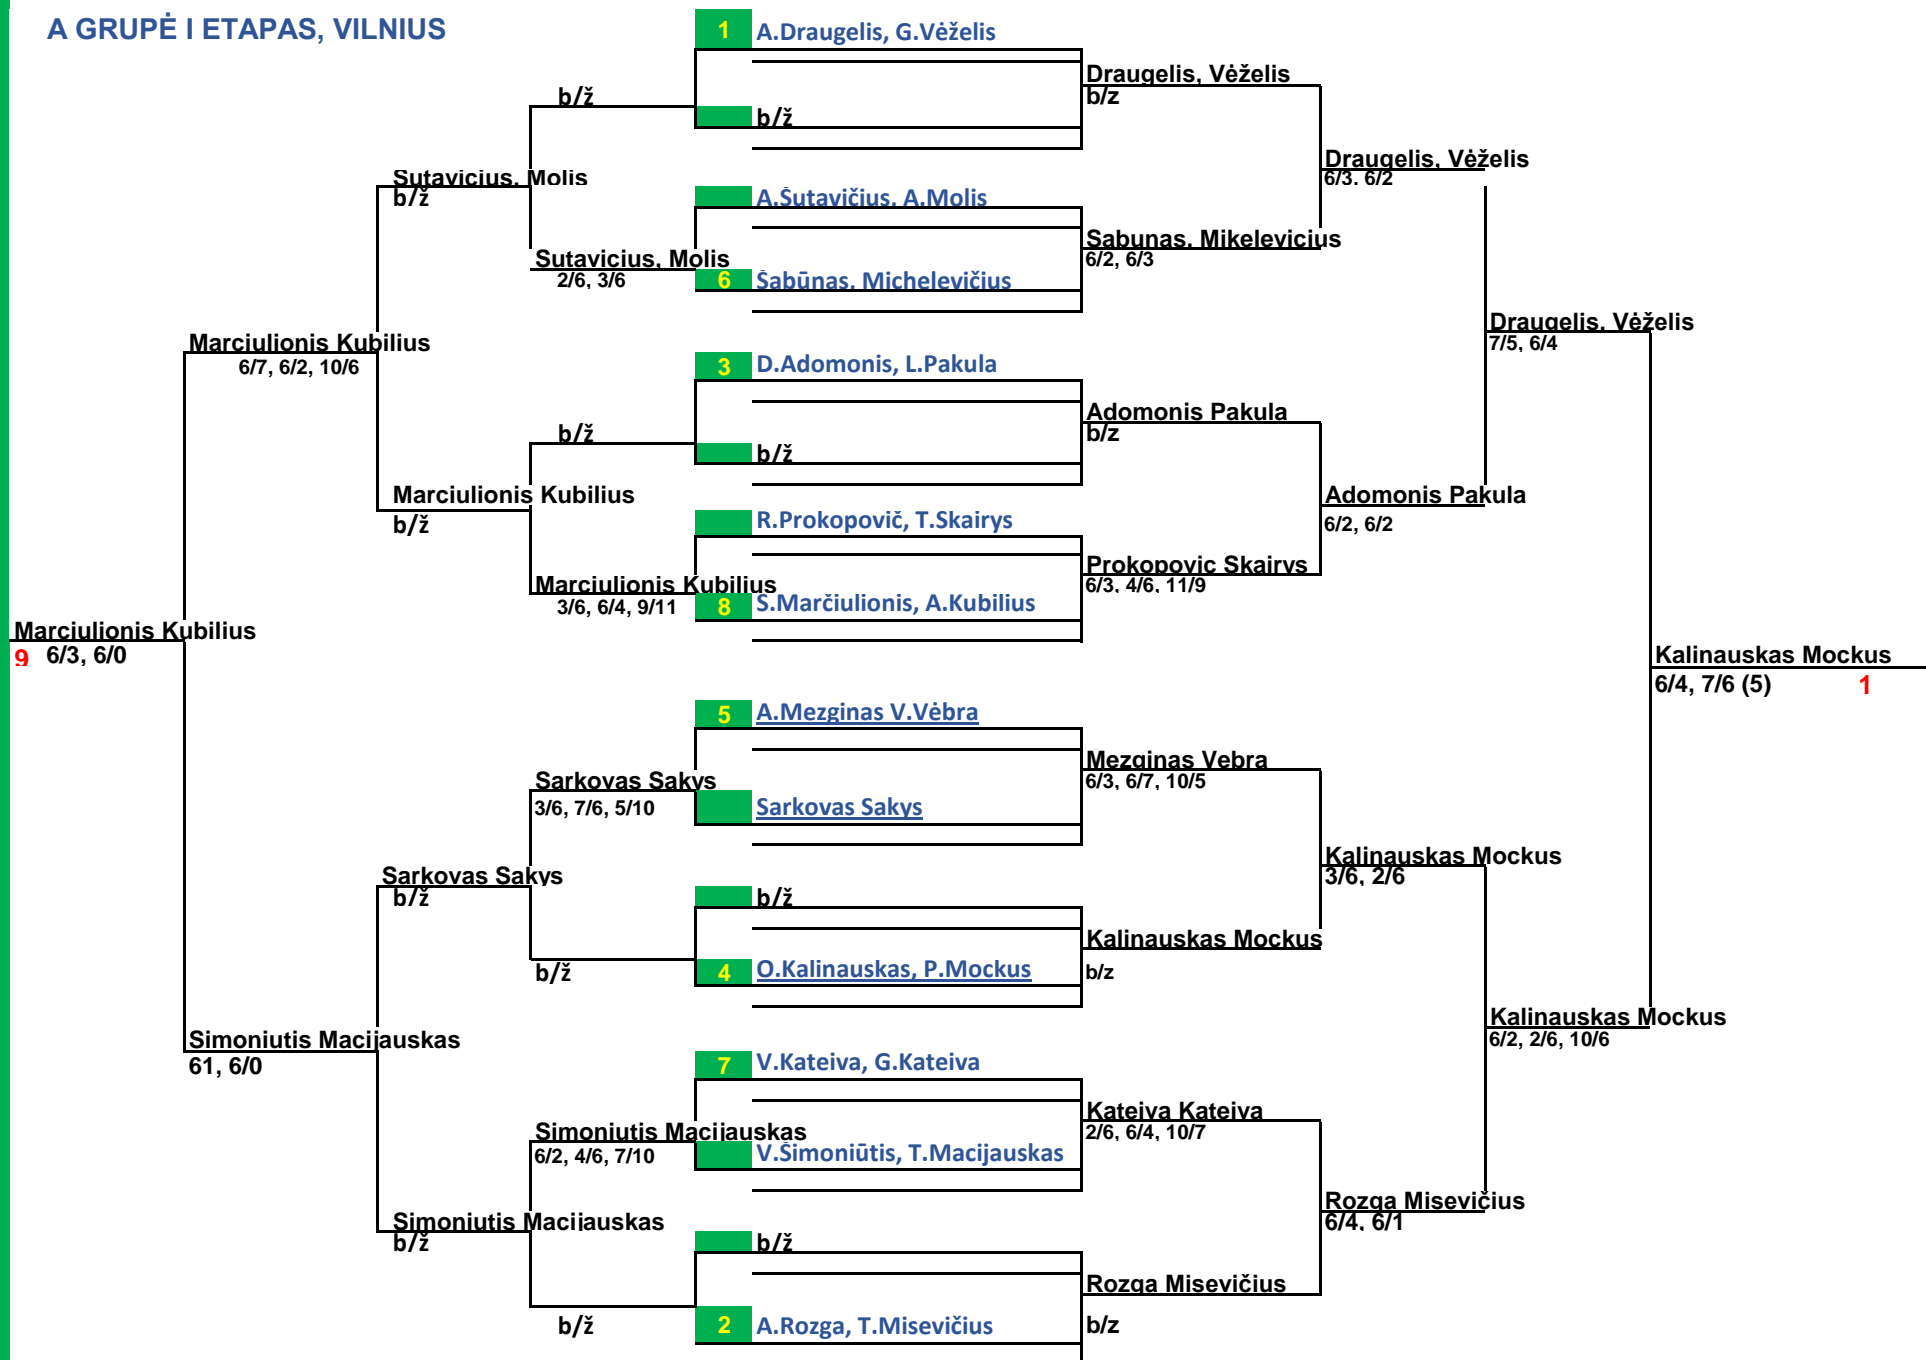 A GRUPĖ I ETAPAS, VILNIUS
1 A.Draugelis, G.Vėželis
Draugelis, Vėželis
b/ž
b/z
b/ž
Draugelis, Vėželis
Sutavicius, Molis
6/3, 6/2
b/ž
A.Šutavičius, A.Molis
Sabunas, Mikelevicius
Sutavicius, Molis
6/2, 6/3
2/6, 3/6
6 Šabūnas, Michelevičius
Draugelis, Vėželis
Marciulionis Kubilius
7/5, 6/4
6/7, 6/2, 10/6
3 D.Adomonis, L.Pakula
Adomonis Pakula
b/ž
b/z
b/ž
Marciulionis Kubilius
Adomonis Pakula
b/ž
R.Prokopovič, T.Skairys
6/2, 6/2
Prokopovic Skairys
Marciulionis Kubilius
6/3, 4/6, 11/9
3/6, 6/4, 9/11
8 S.Marčiulionis, A.Kubilius
Marciulionis Kubilius
9 6/3, 6/0
Kalinauskas Mockus
6/4, 7/6 (5) 1
5 A.Mezginas V.Vėbra
Mezginas Vebra
Sarkovas Sakys
6/3, 6/7, 10/5
3/6, 7/6, 5/10
Sarkovas Sakys
Kalinauskas Mockus
Sarkovas Sakys
3/6, 2/6
b/ž
b/ž
Kalinauskas Mockus
b/ž
4 O.Kalinauskas, P.Mockus
b/z
Kalinauskas Mockus
Simoniutis Macijauskas
6/2, 2/6, 10/6
61, 6/0
7 V.Kateiva, G.Kateiva
Kateiva Kateiva
Simoniutis Macijauskas
2/6, 6/4, 10/7
6/2, 4/6, 7/10
V.Šimoniūtis, T.Macijauskas
Rozga Misevičius
Simoniutis Macijauskas
6/4, 6/1
b/ž
b/ž
Rozga Misevičius
b/ž
2 A.Rozga, T.Misevičius
b/z